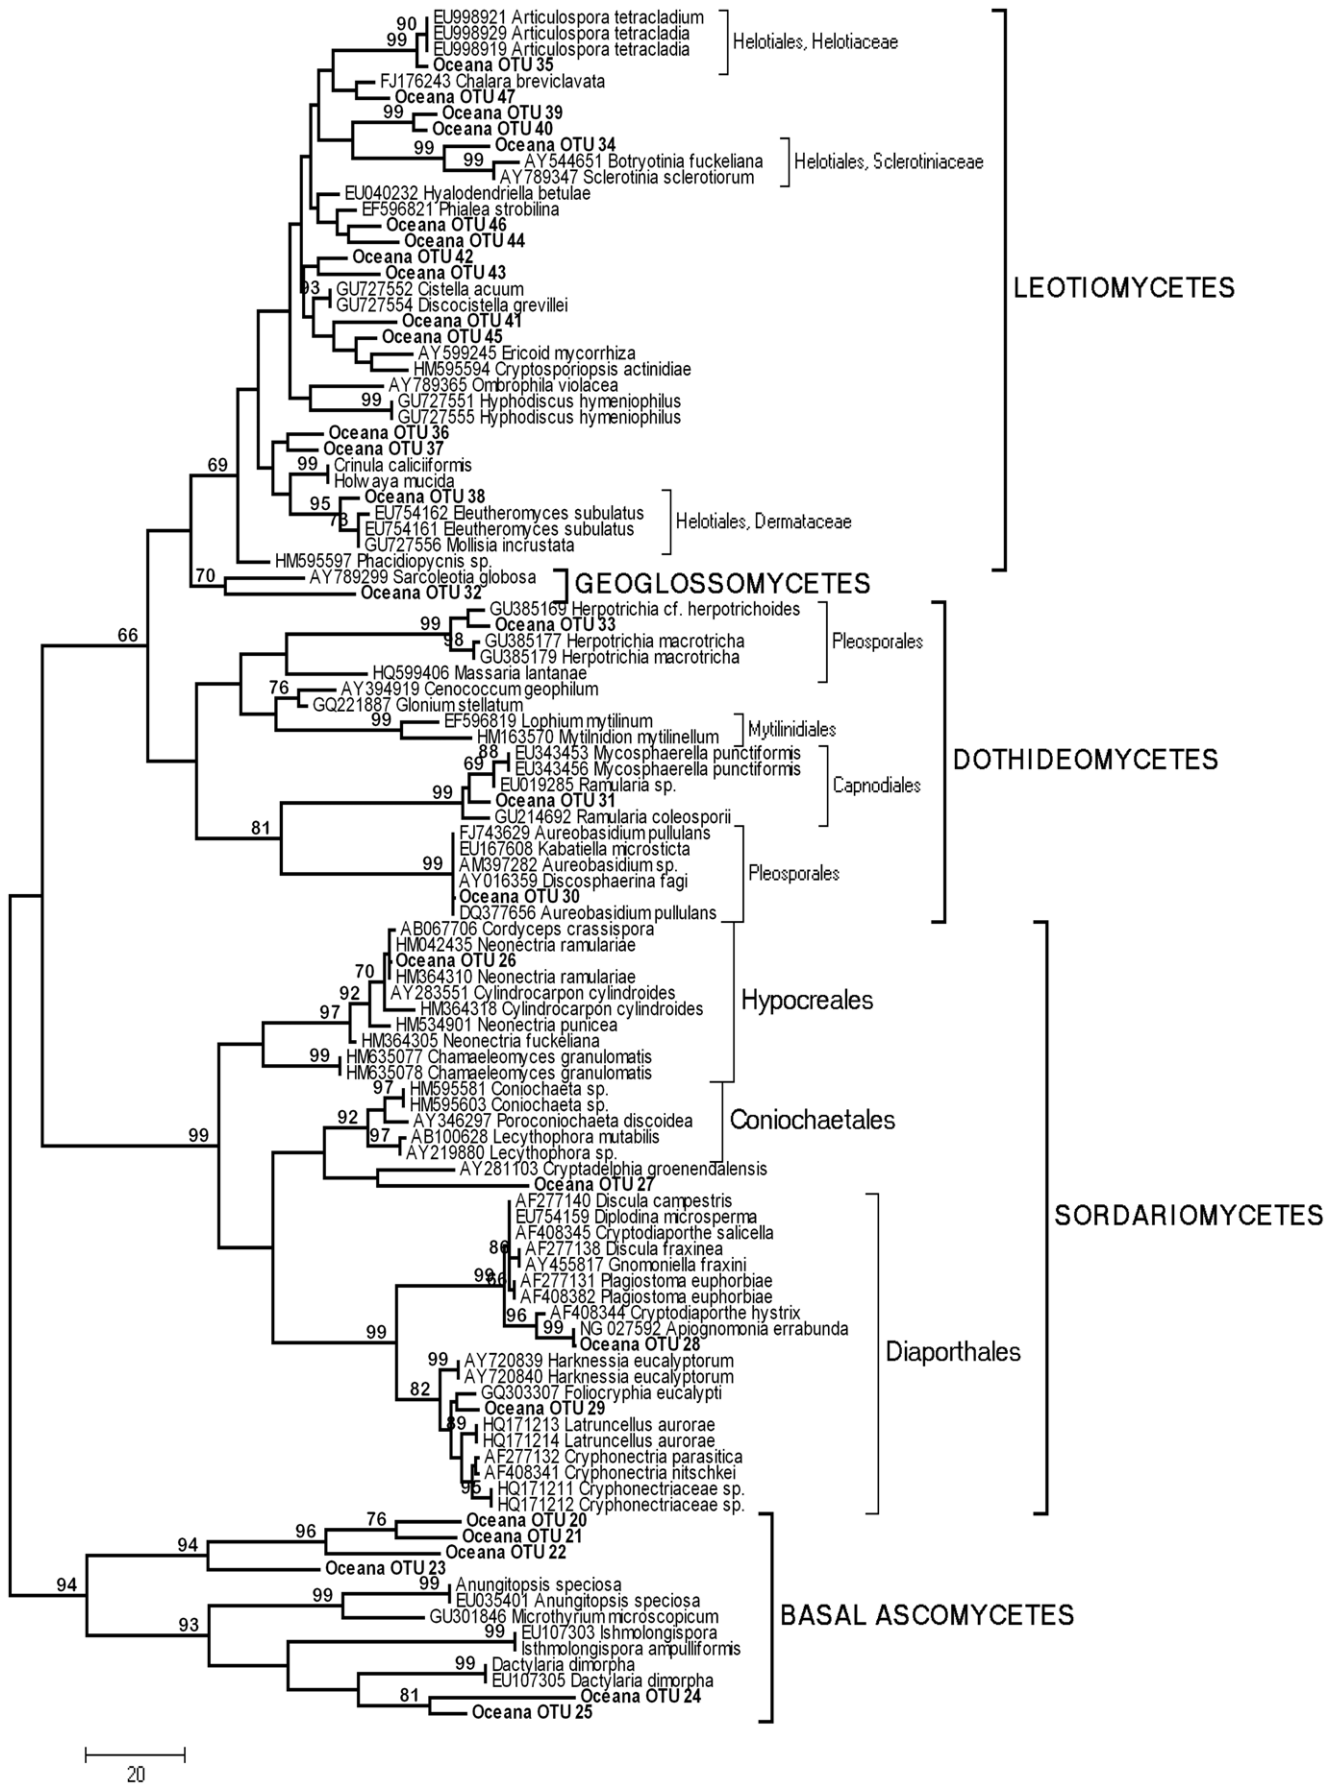 90
EU998921 Articulospora tetracladium
EU998929 Articulospora tetracladia
99
EU998919 Articulospora tetracladia
Oceana OTU 35
Helotiales, Helotiaceae
FJ176243 Chalara breviclavata
Oceana OTU 47
99
Oceana OTU 39
Oceana OTU 40
99
Oceana OTU 34
99
AY544651 Botryotinia fuckeliana
AY789347 Sclerotinia sclerotiorum
Helotiales, Sclerotiniaceae
EU040232 Hyalodendriella betulae
EF596821 Phialea strobilina
Oceana OTU 46
Oceana OTU 44
Oceana OTU 42
Oceana OTU 43
93
GU727552 Cistella acuum
GU727554 Discocistella grevillei
LEOTIOMYCETES
Oceana OTU 41
Oceana OTU 45
AY599245 Ericoid mycorrhiza
HM595594 Cryptosporiopsis actinidiae
AY789365 Ombrophila violacea
99
GU727551 Hyphodiscus hymeniophilus
GU727555 Hyphodiscus hymeniophilus
Oceana OTU 36
Oceana OTU 37
69
99
Crinula caliciiformis
Holwaya mucida
95
Oceana OTU 38
73
EU754162 Eleutheromyces subulatus
EU754161 Eleutheromyces subulatus
GU727556 Mollisia incrustata
Helotiales, Dermataceae
HM595597 Phacidiopycnis sp.
70
AY789299 Sarcoleotia globosa
Oceana OTU 32
GEOGLOSSOMYCETES
66
99
GU385169 Herpotrichia cf. herpotrichoides
Oceana OTU 33
98
GU385177 Herpotrichia macrotricha
GU385179 Herpotrichia macrotricha
Pleosporales
HQ599406 Massaria lantanae
76
AY394919 Cenococcum geophilum
GQ221887 Glonium stellatum
99
EF596819 Lophium mytilinum
HM163570 Mytilnidion mytilinellum
Mytilinidiales
88
EU343453 Mycosphaerella punctiformis
69
EU343456 Mycosphaerella punctiformis
EU019285 Ramularia sp.
99
Oceana OTU 31
GU214692 Ramularia coleosporii
Capnodiales
DOTHIDEOMYCETES
81
FJ743629 Aureobasidium pullulans
EU167608 Kabatiella microsticta
99
AM397282 Aureobasidium sp.
AY016359 Discosphaerina fagi
Oceana OTU 30
DQ377656 Aureobasidium pullulans
Pleosporales
AB067706 Cordyceps crassispora
HM042435 Neonectria ramulariae
Oceana OTU 26
70
HM364310 Neonectria ramulariae
92
AY283551 Cylindrocarpon cylindroides
97
HM364318 Cylindrocarpon cylindroides
HM534901 Neonectria punicea
HM364305 Neonectria fuckeliana
99
HM635077 Chamaeleomyces granulomatis
HM635078 Chamaeleomyces granulomatis
Hypocreales
97
HM595581 Coniochaeta sp.
HM595603 Coniochaeta sp.
92
AY346297 Poroconiochaeta discoidea
97
AB100628 Lecythophora mutabilis
AY219880 Lecythophora sp.
Coniochaetales
99
AY281103 Cryptadelphia groenendalensis
Oceana OTU 27
AF277140 Discula campestris
EU754159 Diplodina microsperma
AF408345 Cryptodiaporthe salicella
SORDARIOMYCETES
86
AF277138 Discula fraxinea
AY455817 Gnomoniella fraxini
99
66
AF277131 Plagiostoma euphorbiae
AF408382 Plagiostoma euphorbiae
96
AF408344 Cryptodiaporthe hystrix
99
NG 027592 Apiognomonia errabunda
Oceana OTU 28
99
Diaporthales
99
AY720839 Harknessia eucalyptorum
AY720840 Harknessia eucalyptorum
82
GQ303307 Foliocryphia eucalypti
Oceana OTU 29
89
HQ171213 Latruncellus aurorae
HQ171214 Latruncellus aurorae
AF277132 Cryphonectria parasitica
AF408341 Cryphonectria nitschkei
95
HQ171211 Cryphonectriaceae sp.
HQ171212 Cryphonectriaceae sp.
76
Oceana OTU 20
96
Oceana OTU 21
94
Oceana OTU 22
Oceana OTU 23
94
99
Anungitopsis speciosa
99
EU035401 Anungitopsis speciosa
GU301846 Microthyrium microscopicum
BASAL ASCOMYCETES
93
99
EU107303 Ishmolongispora
Isthmolongispora ampulliformis
99
Dactylaria dimorpha
EU107305 Dactylaria dimorpha
81
Oceana OTU 24
Oceana OTU 25
20